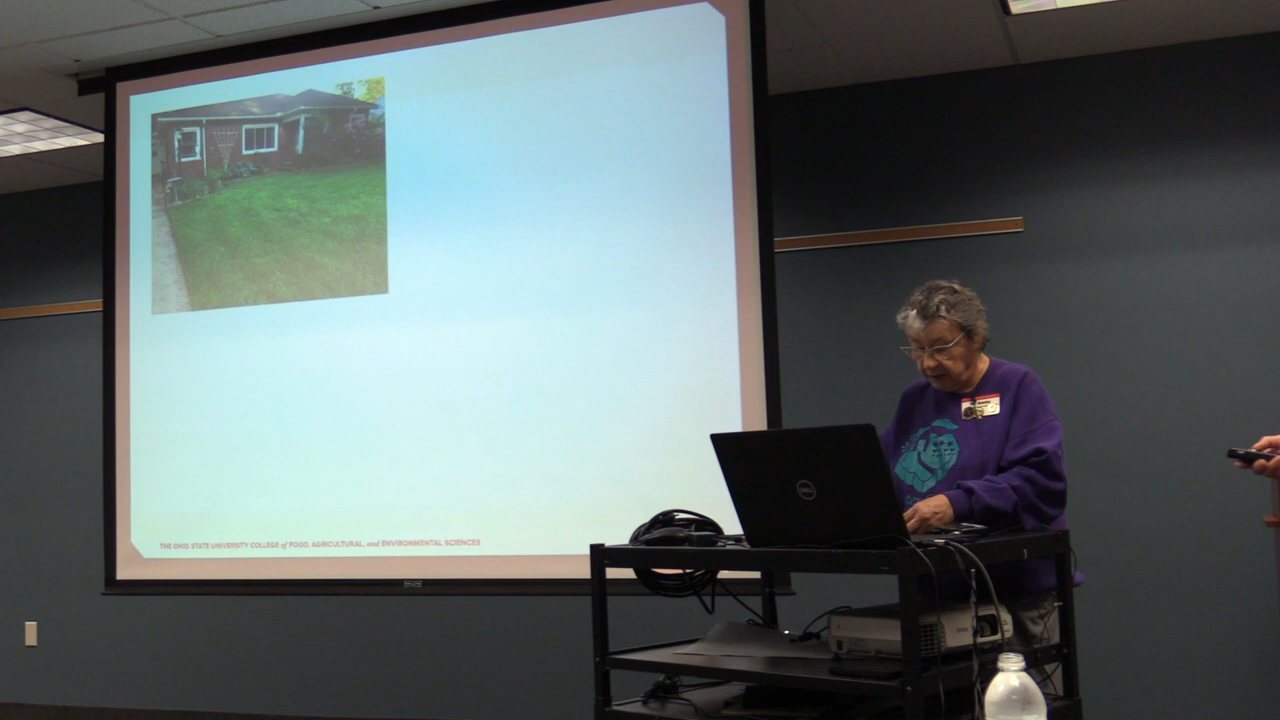 THE OHIO STATE UNIVERSITY COLLEGE of FOOD, AGRICULTURAL, and ENVIRONMENTAL SCIENCES
DELL